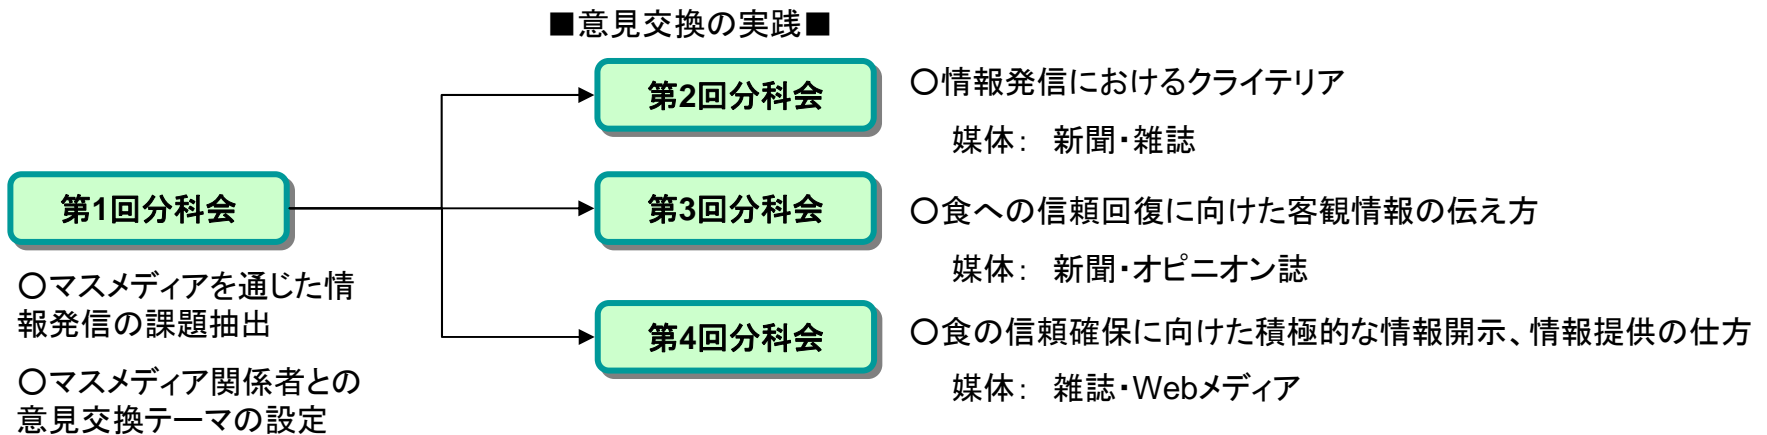 ■意見交換の実践■
第1回分科会
〇マスメディアを通じた情
報発信の課題抽出
〇マスメディア関係者との
意見交換テーマの設定
第2回分科会
〇情報発信におけるクライテリア
媒体： 新聞・雑誌
第3回分科会
〇食への信頼回復に向けた客観情報の伝え方
媒体： 新聞・オピニオン誌
第4回分科会
〇食の信頼確保に向けた積極的な情報開示、情報提供の仕方
媒体： 雑誌・Webメディア